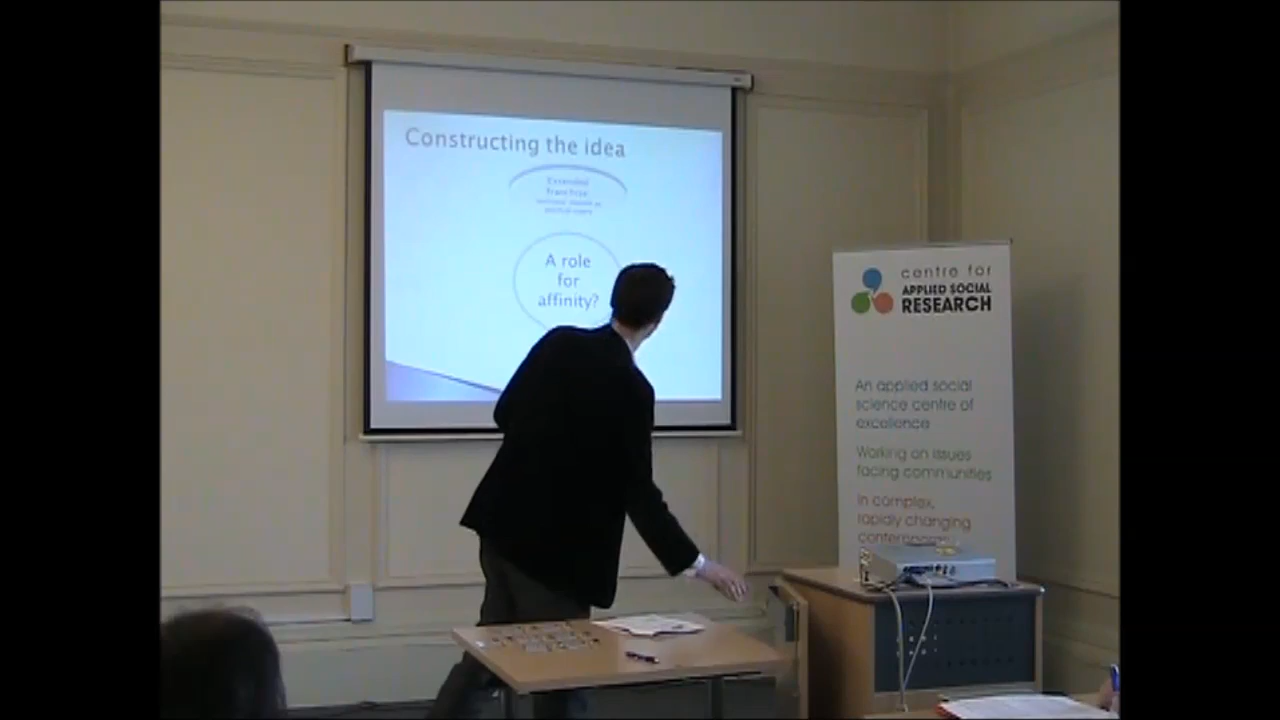 Constructing the idea
Extended
franchise:
A role
for
affinity?
centre for
APPLIED SOCIAL
RESEARCH
An applied social
science centre of
excellence
Working on issues
facing communities
In complex,
rapidly changing